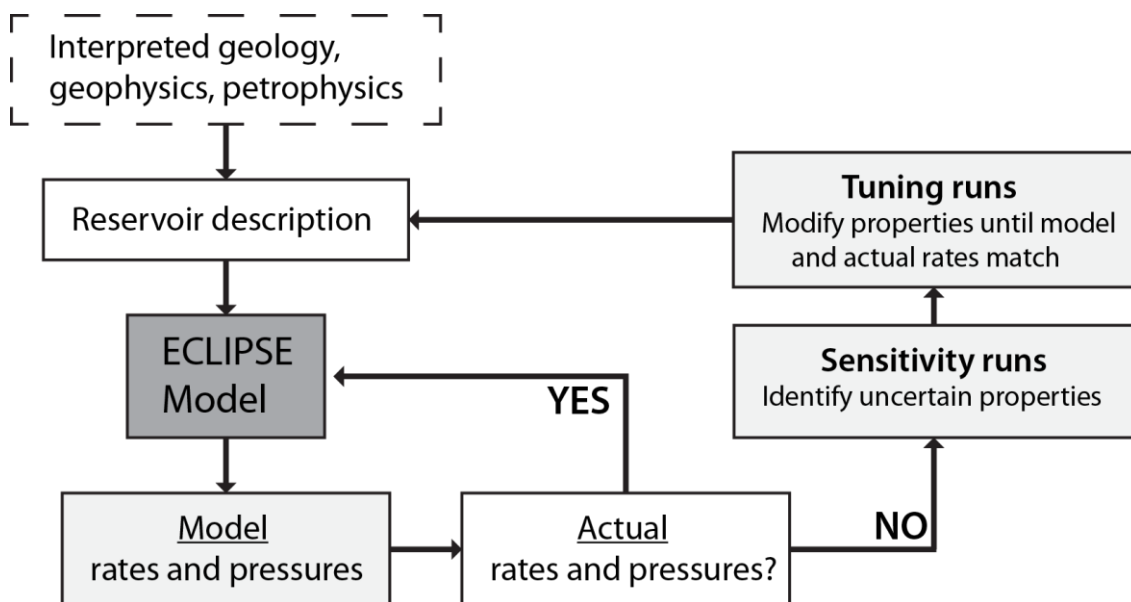 Interpreted geology,
geophysics, petrophysics
Reservoir description
ECLIPSE
Model
Model
rates and pressures
Actual
rates and pressures?
YES
NO
Sensitivity runs
Identify uncertain properties
Tuning runs
Modify properties until model
and actual rates match